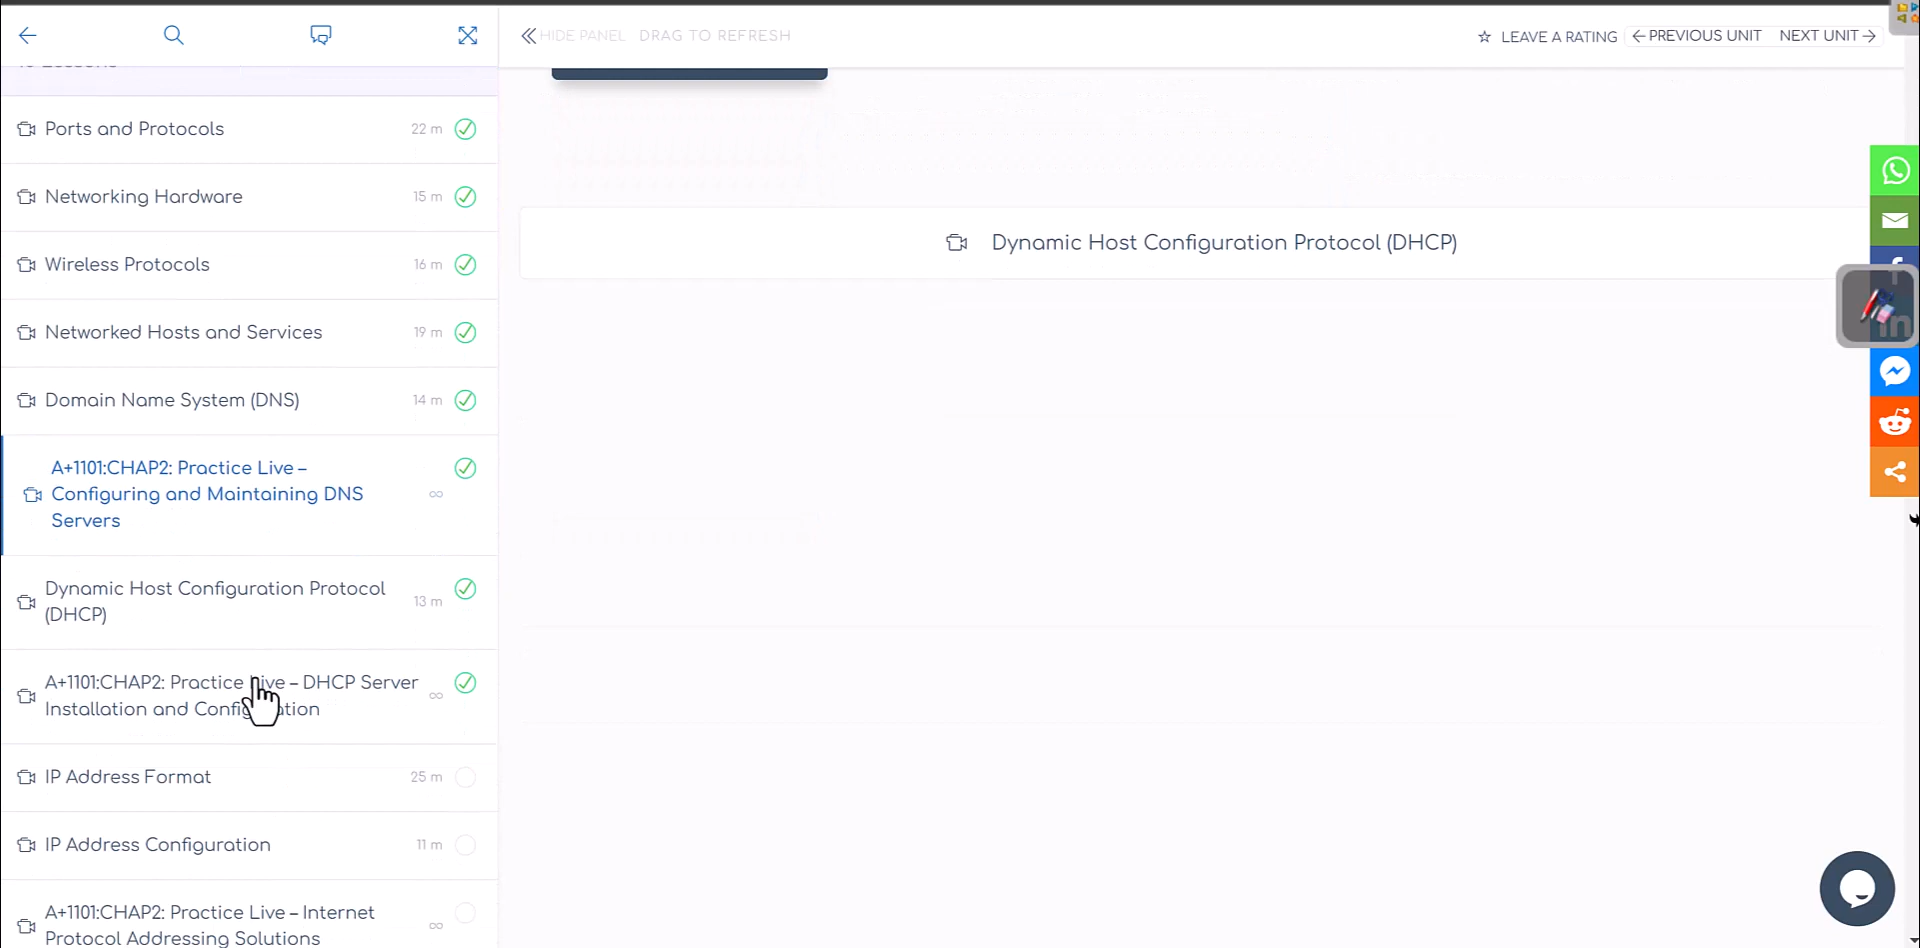 HIDE PANEL DRAG TO REFRESH
LEAVE A RATING
PREVIOUS UNIT
NEXT UNIT
Ports and Protocols 22 m
Networking Hardware 15 m
Wireless Protocols 16 m
Networked Hosts and Services 19 m
Domain Name System (DNS) 14 m
A+1101:CHAP2: Practice Live –
Configuring and Maintaining DNS
Servers
∞
Dynamic Host Configuration Protocol
(DHCP)
13 m
A+1101:CHAP2: Practice Live – DHCP Server
Installation and Configuration
∞
IP Address Format 25 m
IP Address Configuration 11 m
A+1101:CHAP2: Practice Live – Internet
Protocol Addressing Solutions
∞
Dynamic Host Configuration Protocol (DHCP)